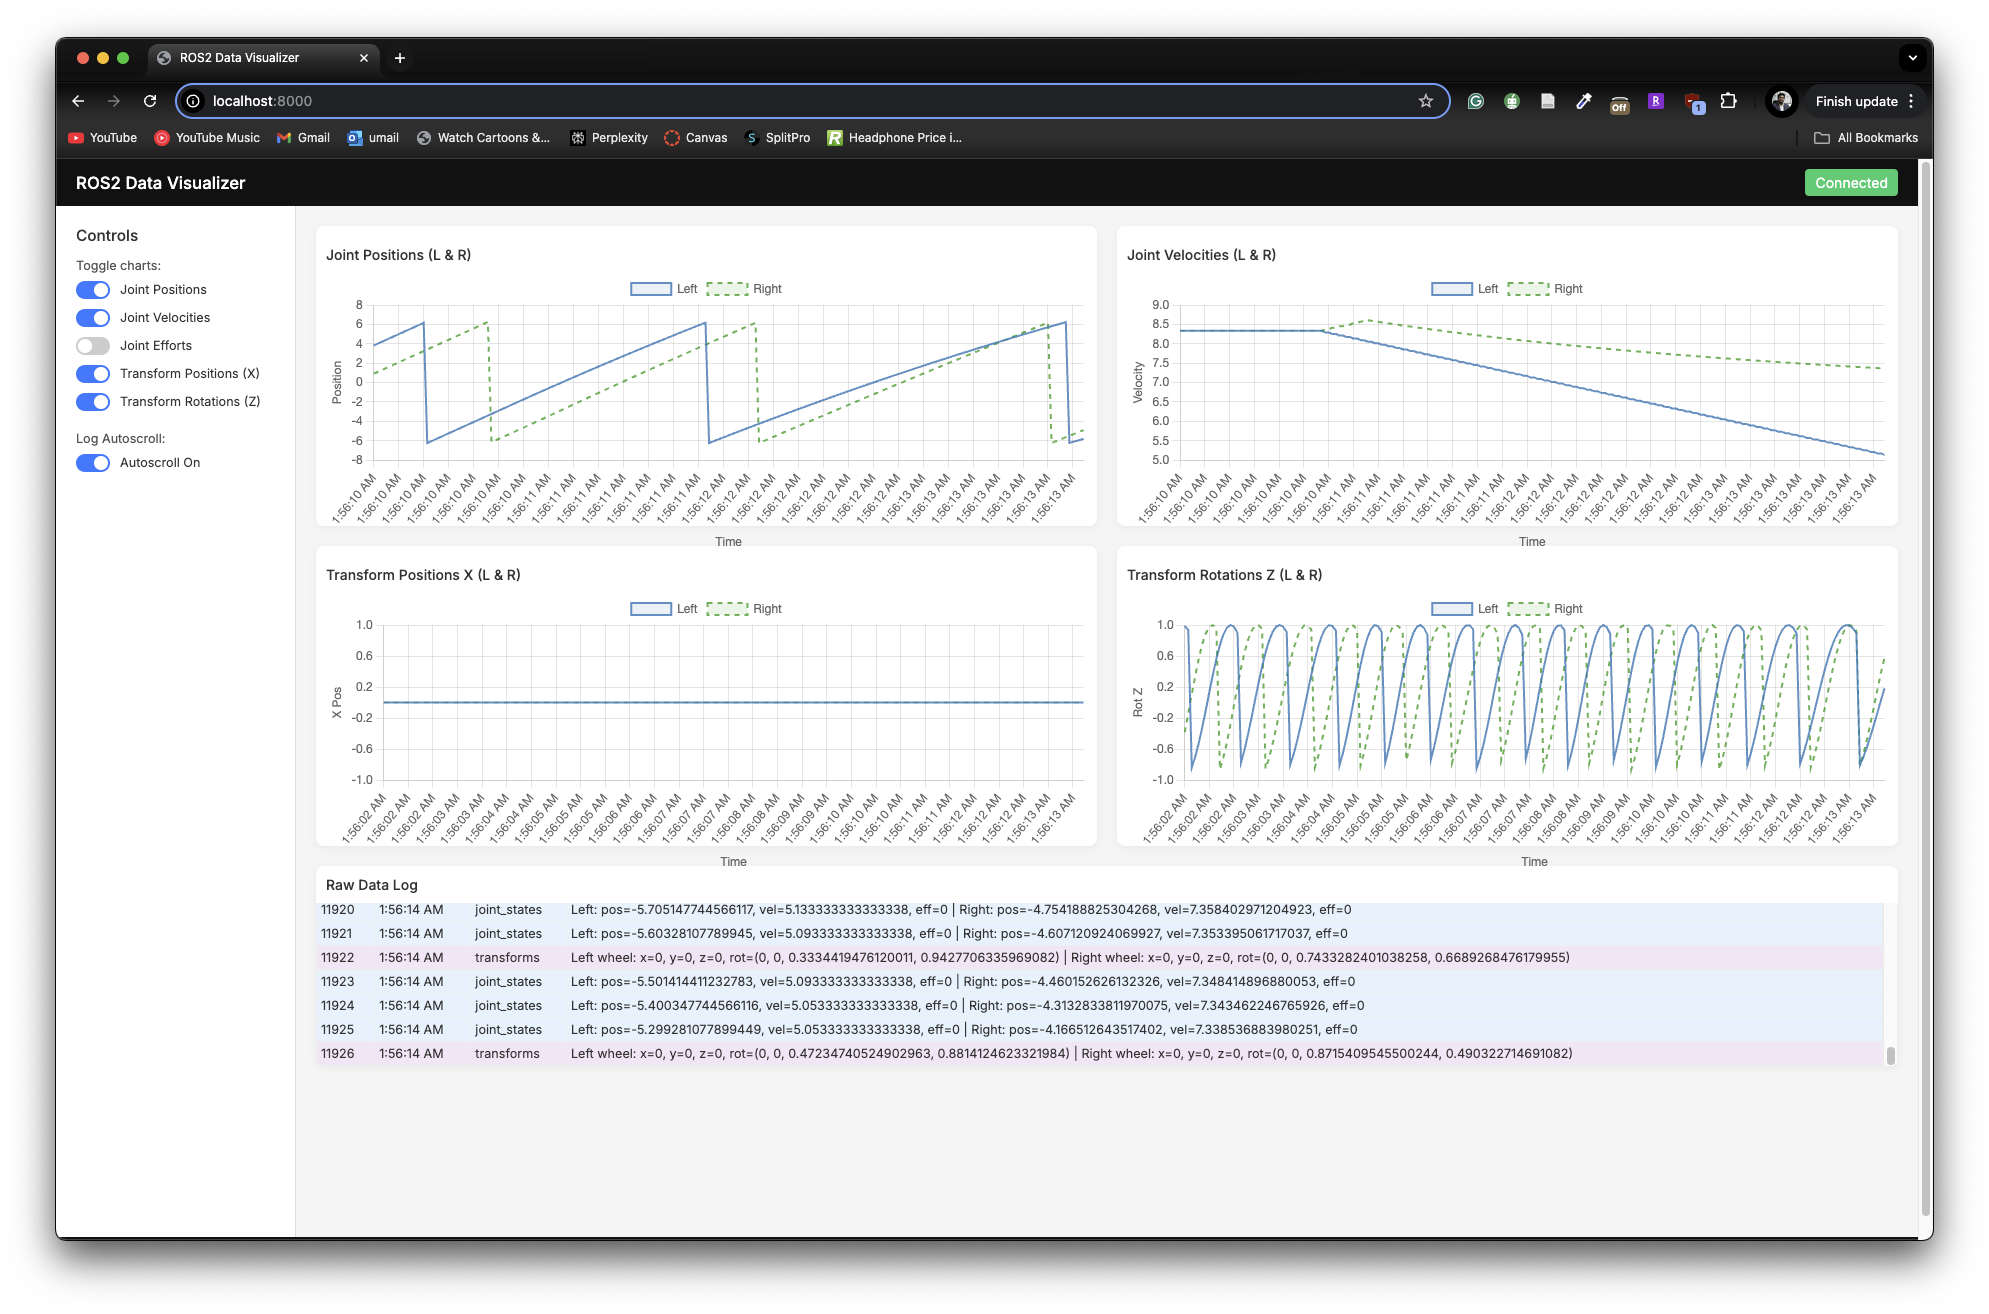 ROS2 Data Visualizer
localhost:8000
Off
R
1
Finish update
YouTube YouTube Music Gmail umail Watch Cartoons &... Perplexity Canvas SplitPro Headphone Price i... All Bookmarks
ROS2 Data Visualizer
Connected
Controls
Toggle charts:
Joint Positions
Joint Velocities
Joint Efforts
Transform Positions (X)
Transform Rotations (Z)
Log Autoscroll:
Autoscroll On
Joint Positions (L & R)
Left Right
8
6
4
2
0
-2
-4
-6
-8
Position
1:56:10 AM 1:56:10 AM 1:56:10 AM 1:56:10 AM 1:56:10 AM 1:56:10 AM 1:56:10 AM 1:56:11 AM 1:56:11 AM 1:56:11 AM 1:56:11 AM 1:56:11 AM 1:56:11 AM 1:56:11 AM 1:56:12 AM 1:56:12 AM 1:56:12 AM 1:56:12 AM 1:56:12 AM 1:56:12 AM 1:56:12 AM 1:56:13 AM 1:56:13 AM 1:56:13 AM 1:56:13 AM 1:56:13 AM 1:56:13 AM 1:56:13 AM 1:56:13 AM
Time
Joint Velocities (L & R)
Left Right
9.0
8.5
8.0
7.5
7.0
6.5
6.0
5.5
5.0
Velocity
1:56:10 AM 1:56:10 AM 1:56:10 AM 1:56:10 AM 1:56:10 AM 1:56:10 AM 1:56:10 AM 1:56:11 AM 1:56:11 AM 1:56:11 AM 1:56:11 AM 1:56:11 AM 1:56:11 AM 1:56:11 AM 1:56:12 AM 1:56:12 AM 1:56:12 AM 1:56:12 AM 1:56:12 AM 1:56:12 AM 1:56:12 AM 1:56:13 AM 1:56:13 AM 1:56:13 AM 1:56:13 AM 1:56:13 AM 1:56:13 AM 1:56:13 AM 1:56:13 AM
Time
Transform Positions X (L & R)
Left Right
1.0
0.6
0.2
-0.2
-0.6
-1.0
X Pos
1:56:02 AM 1:56:02 AM 1:56:02 AM 1:56:03 AM 1:56:03 AM 1:56:04 AM 1:56:04 AM 1:56:05 AM 1:56:05 AM 1:56:05 AM 1:56:06 AM 1:56:06 AM 1:56:07 AM 1:56:07 AM 1:56:07 AM 1:56:08 AM 1:56:08 AM 1:56:09 AM 1:56:09 AM 1:56:10 AM 1:56:10 AM 1:56:10 AM 1:56:11 AM 1:56:11 AM 1:56:12 AM 1:56:12 AM 1:56:12 AM 1:56:13 AM 1:56:13 AM
Time
Transform Rotations Z (L & R)
Left Right
1.0
0.6
0.2
-0.2
-0.6
-1.0
Rot Z
1:56:02 AM 1:56:02 AM 1:56:02 AM 1:56:03 AM 1:56:03 AM 1:56:04 AM 1:56:04 AM 1:56:05 AM 1:56:05 AM 1:56:05 AM 1:56:06 AM 1:56:06 AM 1:56:07 AM 1:56:07 AM 1:56:07 AM 1:56:08 AM 1:56:08 AM 1:56:09 AM 1:56:09 AM 1:56:10 AM 1:56:10 AM 1:56:10 AM 1:56:11 AM 1:56:11 AM 1:56:12 AM 1:56:12 AM 1:56:12 AM 1:56:13 AM 1:56:13 AM
Time
Raw Data Log
11920 1:56:14 AM joint_states Left: pos=-5.705147744566117, vel=5.133333333333338, eff=0 | Right: pos=-4.754188825304268, vel=7.358402971204923, eff=0
11921 1:56:14 AM joint_states Left: pos=-5.60328107789945, vel=5.093333333333338, eff=0 | Right: pos=-4.607120924069927, vel=7.353395061717037, eff=0
11922 1:56:14 AM transforms Left wheel: x=0, y=0, z=0, rot=(0, 0, 0.3334419476120011, 0.9427706335969082) | Right wheel: x=0, y=0, z=0, rot=(0, 0, 0.7433282401038258, 0.6689268476179955)
11923 1:56:14 AM joint_states Left: pos=-5.501414411232783, vel=5.093333333333338, eff=0 | Right: pos=-4.460152626132326, vel=7.348414896880053, eff=0
11924 1:56:14 AM joint_states Left: pos=-5.400347744566116, vel=5.053333333333338, eff=0 | Right: pos=-4.3132833811970075, vel=7.343462246765926, eff=0
11925 1:56:14 AM joint_states Left: pos=-5.299281077899449, vel=5.053333333333338, eff=0 | Right: pos=-4.166512643517402, vel=7.338536883980251, eff=0
11926 1:56:14 AM transforms Left wheel: x=0, y=0, z=0, rot=(0, 0, 0.47234740524902963, 0.8814124623321984) | Right wheel: x=0, y=0, z=0, rot=(0, 0, 0.8715409545500244, 0.490322714691082)